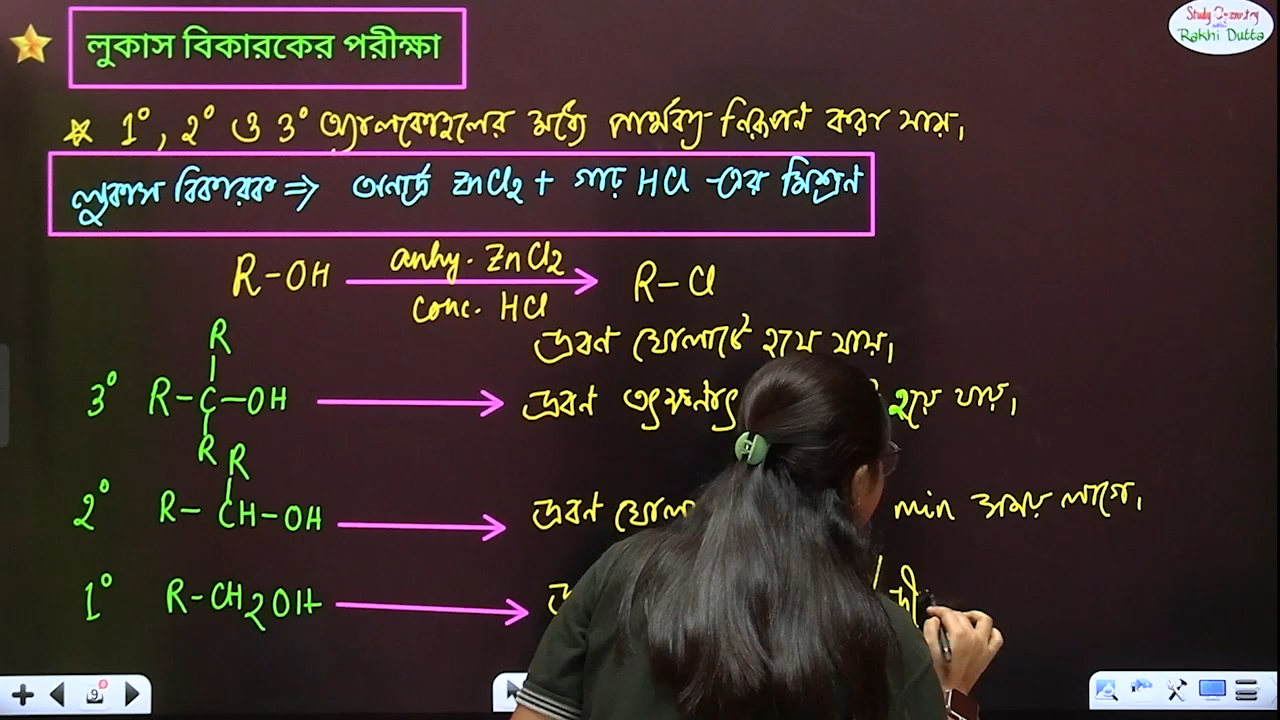 Study Chemistry
with
Rakhi Dutta
লুকাস বিকারকের পরীক্ষা
1°, 2° ও 3° অ্যালকোহলের মধ্যে পার্থক্য নিরূপণ করা যায়।
লুকাস বিকারক ⇒ অনার্দ্র ZnCl2 + গাঢ় HCl -এর মিশ্রণ
R-OH anhy. ZnCl2 conc. HCl R-Cl
দ্রবণ ঘোলাটে হয়ে যায়।
R
3° R-C-OH দ্রবণ তৎক্ষণাৎ হয়ে যায়।
R
R
2° R-CH-OH দ্রবণ min সময় লাগে।
1° R-CH2OH
9